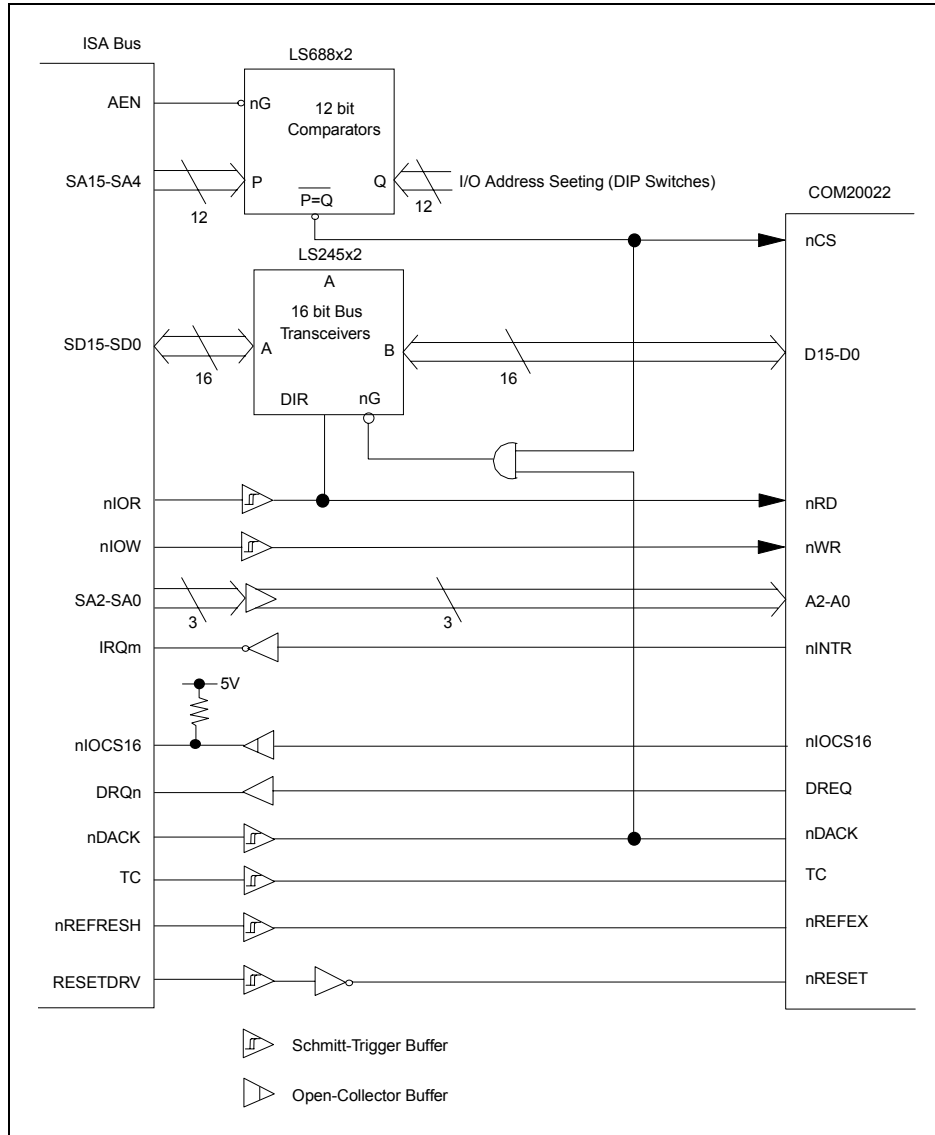 ISA Bus
LS688x2
AEN
nG
12 bit
Comparators
SA15-SA4
12
P
P=Q
Q
12
I/O Address Seeting (DIP Switches)
COM20022
nCS
LS245x2
A
16 bit Bus
Transceivers
SD15-SD0
16
A
B
16
D15-D0
DIR
nG
nIOR
nRD
nIOW
nWR
SA2-SA0
3
3
A2-A0
IRQm
nINTR
5V
nIOCS16
nIOCS16
DRQn
DREQ
nDACK
nDACK
TC
TC
nREFRESH
nREFEX
RESETDRV
nRESET
Schmitt-Trigger Buffer
Open-Collector Buffer